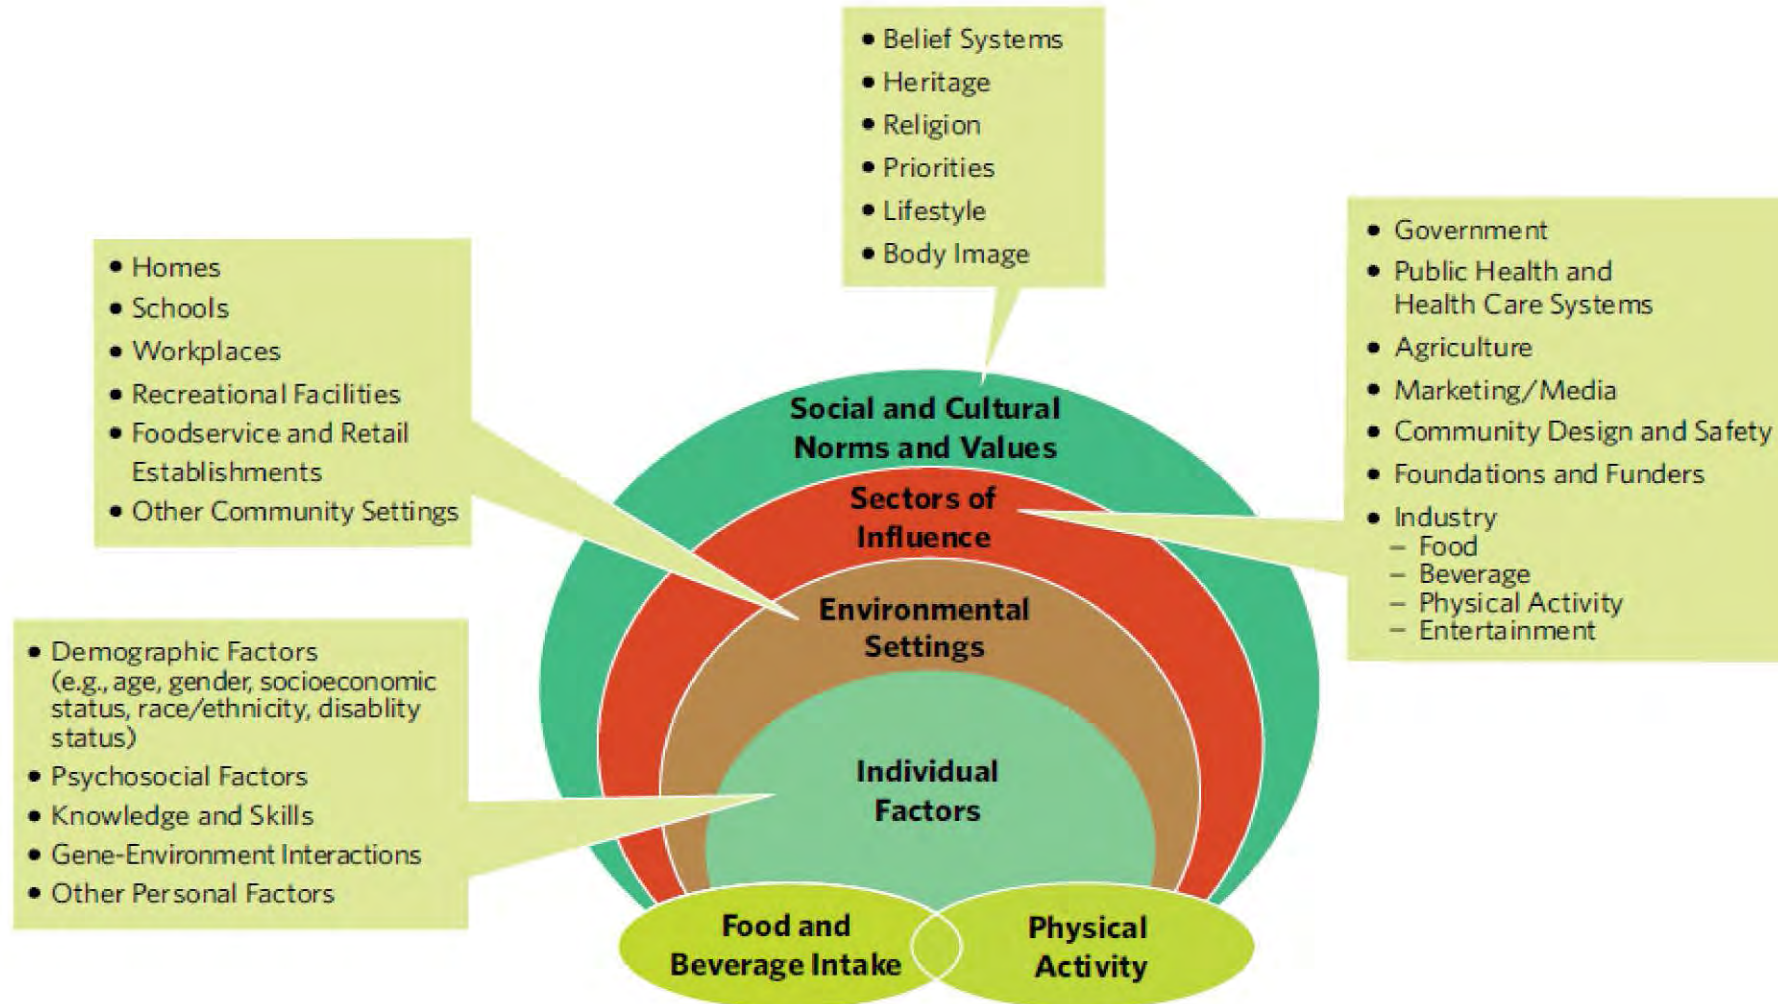 • Belief Systems
• Heritage
• Religion
• Priorities
• Lifestyle
• Body Image
• Homes
• Schools
• Workplaces
• Recreational Facilities
• Foodservice and Retail
Establishments
• Other Community Settings
• Government
• Public Health and
Health Care Systems
• Agriculture
• Marketing/Media
• Community Design and Safety
• Foundations and Funders
• Industry
– Food
– Beverage
– Physical Activity
– Entertainment
• Demographic Factors
(e.g., age, gender, socioeconomic
status, race/ethnicity, disablity
status)
• Psychosocial Factors
• Knowledge and Skills
• Gene-Environment Interactions
• Other Personal Factors
Social and Cultural
Norms and Values
Sectors of
Influence
Environmental
Settings
Individual
Factors
Food and
Beverage Intake
Physical
Activity